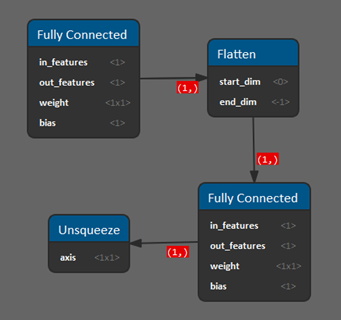 Fully Connected
in_features <1>
out_features <1>
weight <1x1>
bias <1>
(1,)
Flatten
start_dim <0>
end_dim <-1>
(1,)
Fully Connected
in_features <1>
out_features <1>
weight <1x1>
bias <1>
(1,)
Unsqueeze
axis <1x1>